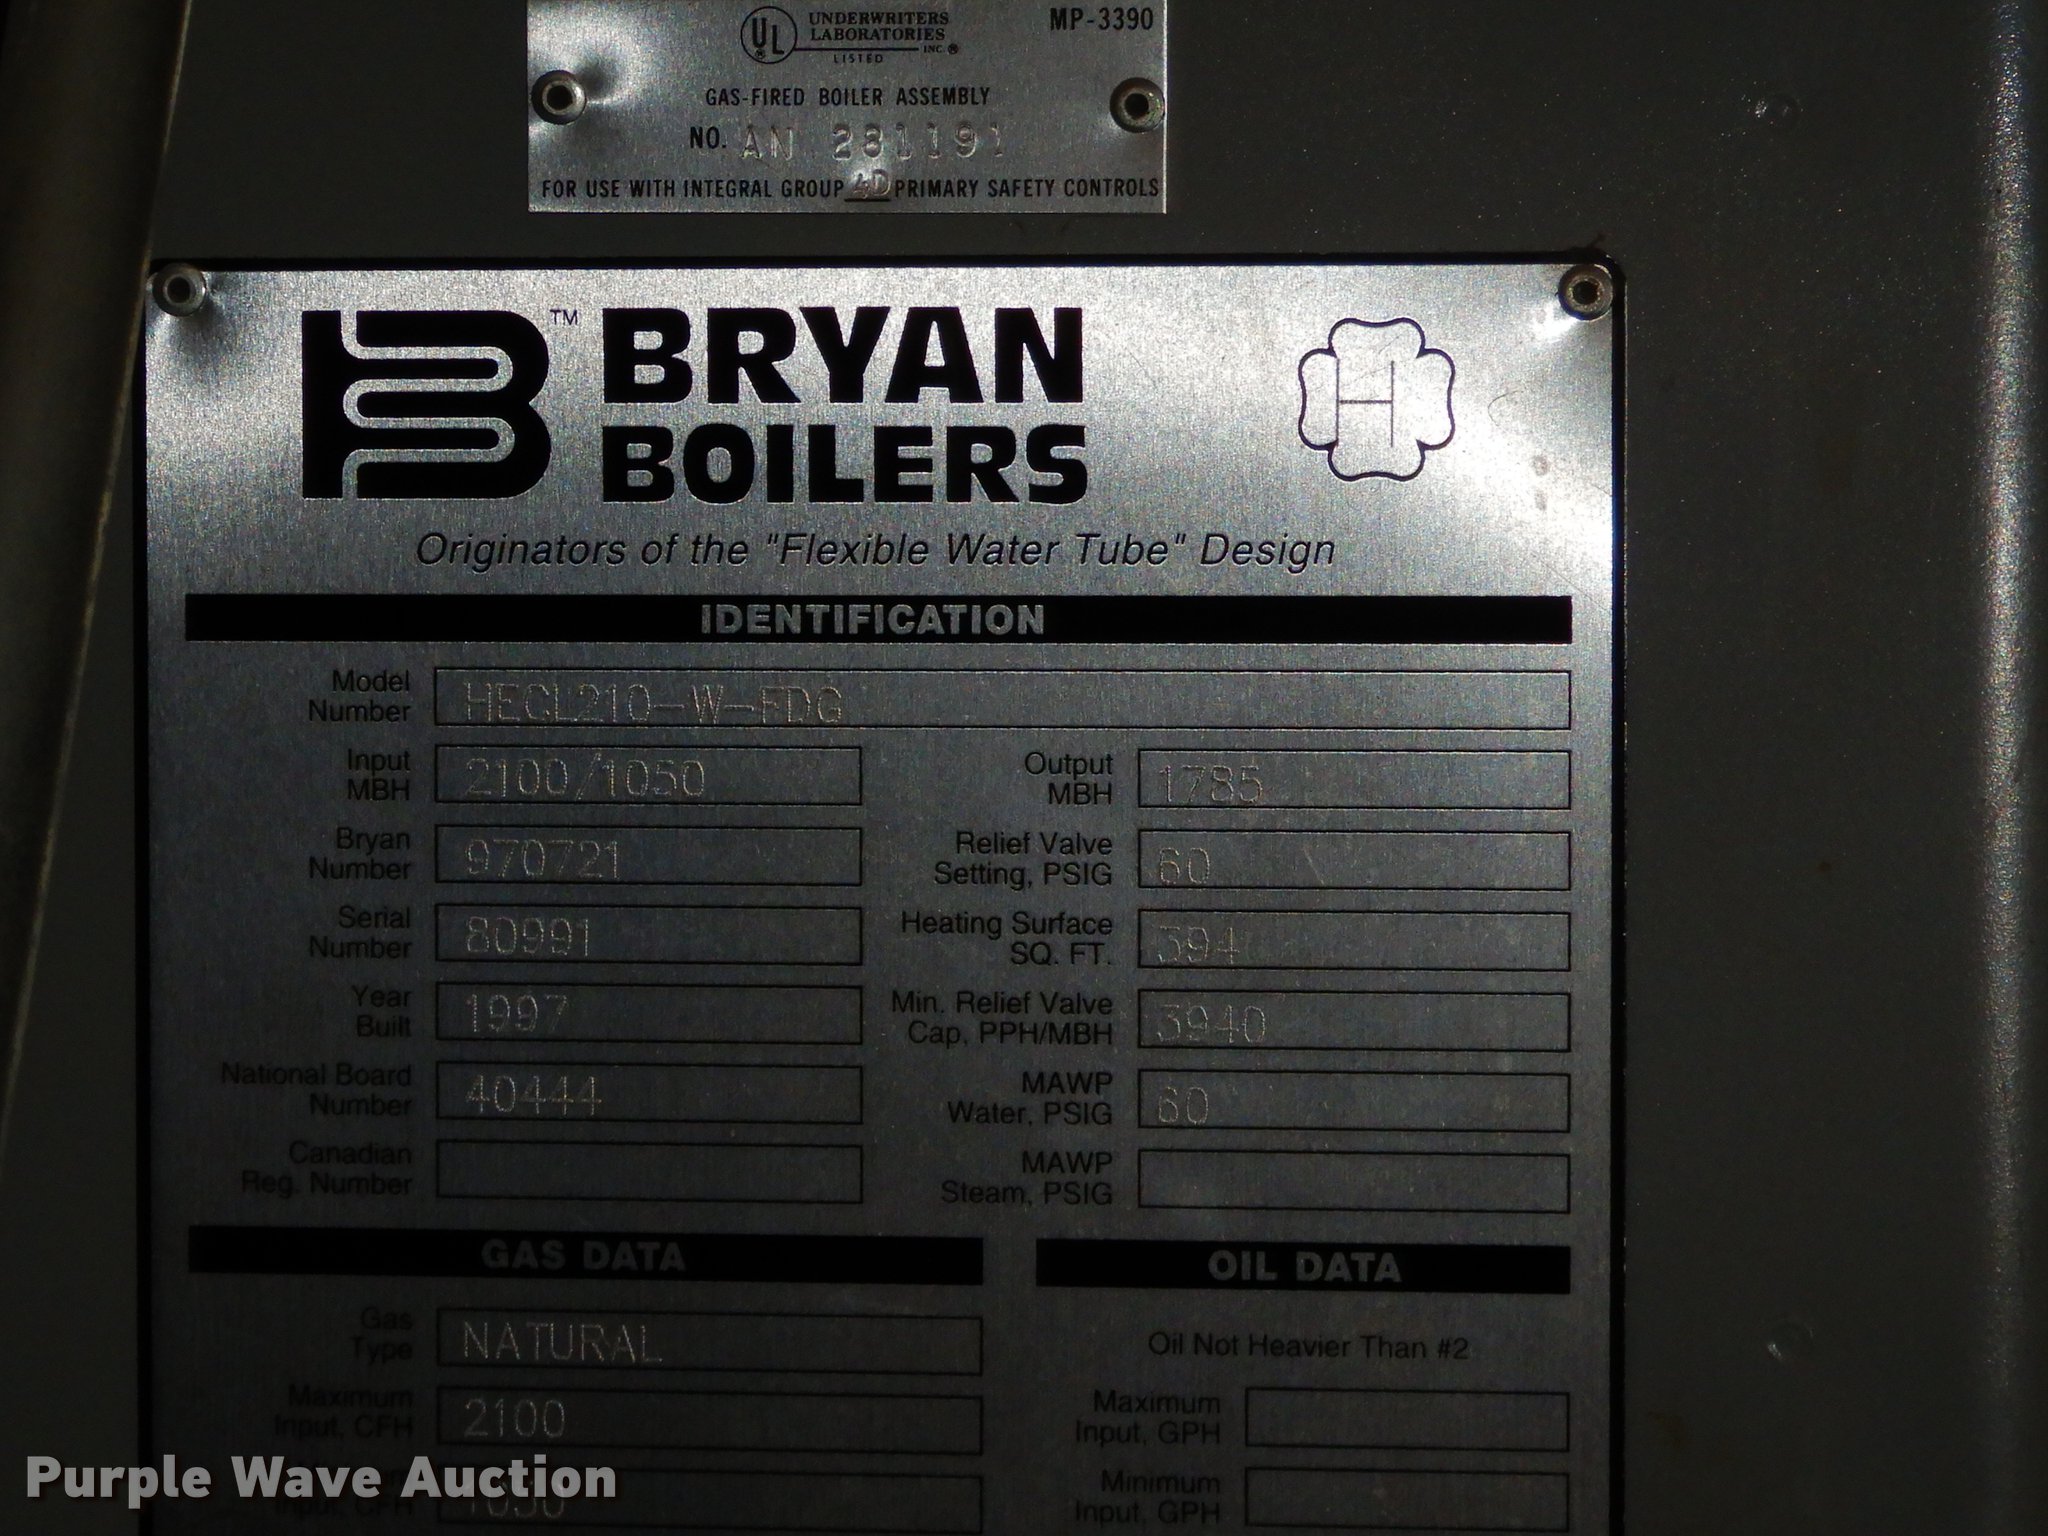 UL
UNDERWRITERS
LABORATORIES
INC.®
LISTED
MP-3390
GAS-FIRED BOILER ASSEMBLY
NO. AN 281191
FOR USE WITH INTEGRAL GROUP 4D PRIMARY SAFETY CONTROLS
B™ BRYAN
BOILERS
H
Originators of the "Flexible Water Tube" Design
IDENTIFICATION
Model Number HECL210-W-FDG
Input MBH 2100/1050
Output MBH 1785
Bryan Number 970721
Relief Valve Setting, PSIG 60
Serial Number 80991
Heating Surface SQ. FT. 394
Year Built 1997
Min. Relief Valve Cap, PPH/MBH 3940
National Board Number 40444
MAWP Water, PSIG 60
Canadian Reg. Number
MAWP Steam, PSIG
GAS DATA
Gas Type NATURAL
Maximum Input, CFH 2100
Input, CFH 1050
OIL DATA
Oil Not Heavier Than #2
Maximum Input, GPH
Minimum Input, GPH
Purple Wave Auction